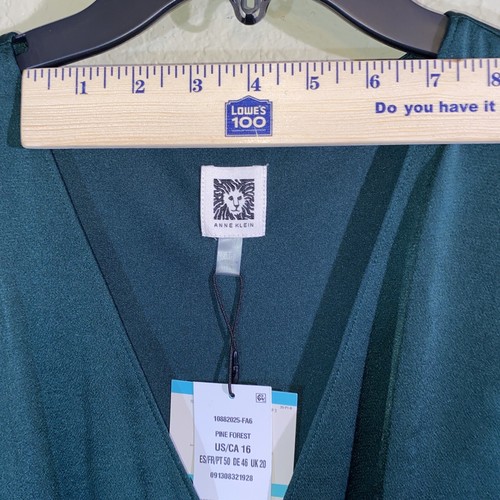 1 2 3 4 5 6 7 8
LOWE'S
100
Do you have it
ANNE KLEIN
10882025-FA6
PINE FOREST
US/CA 16
ES/FR/PT 50 DE 46 UK 20
091308321928